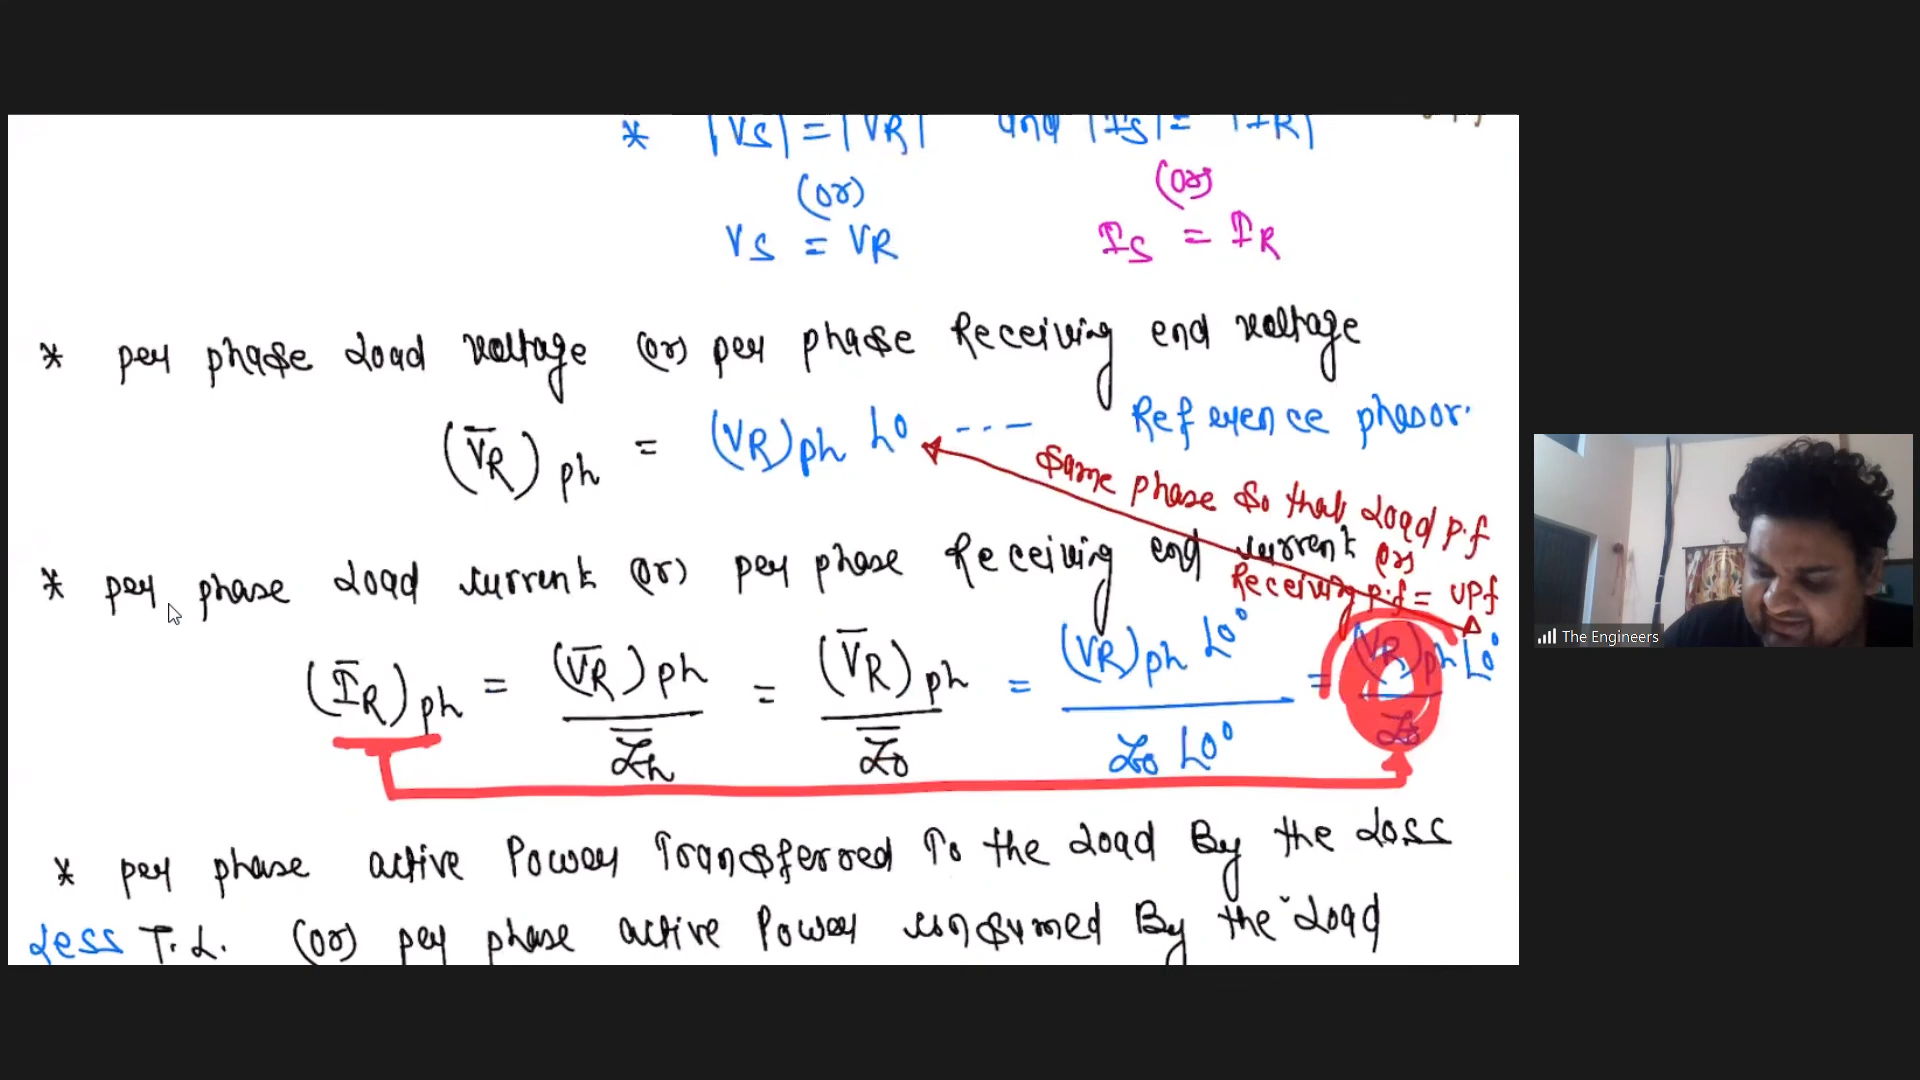 * |VS| = |VR| and |IS| = |IR|
(or) (or)
VS = VR IS = IR
* per phase Load voltage (or) per phase Receiving end voltage
(V̅R)ph = (VR)ph ∠0 --- Reference phasor.
Same phase So that Load p.f
(or)
Receiving p.f = UPf
* per phase Load current (or) per phase Receiving end current
(I̅R)ph = (V̅R)ph / Z̅L = (V̅R)ph / Z̅0 = (VR)ph ∠0° / Z0 ∠0° = (VR)ph / Z0 ∠0°
* per phase active Power Transferred To the Load By the Loss
Less T.L. (or) per phase active Power consumed By the Load
The Engineers